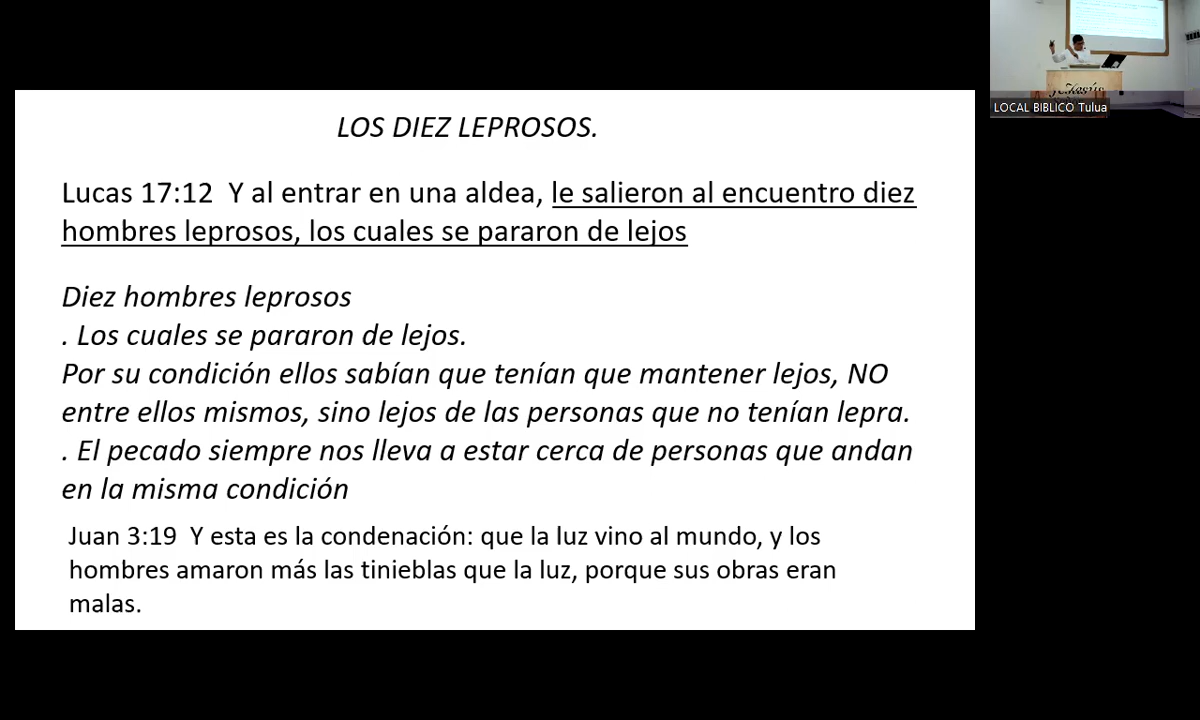 LOS DIEZ LEPROSOS.
Lucas 17:12 Y al entrar en una aldea, le salieron al encuentro diez
hombres leprosos, los cuales se pararon de lejos
Diez hombres leprosos
. Los cuales se pararon de lejos.
Por su condición ellos sabían que tenían que mantener lejos, NO
entre ellos mismos, sino lejos de las personas que no tenían lepra.
. El pecado siempre nos lleva a estar cerca de personas que andan
en la misma condición
Juan 3:19 Y esta es la condenación: que la luz vino al mundo, y los
hombres amaron más las tinieblas que la luz, porque sus obras eran
malas.
Jesús
LOCAL BIBLICO Tulua